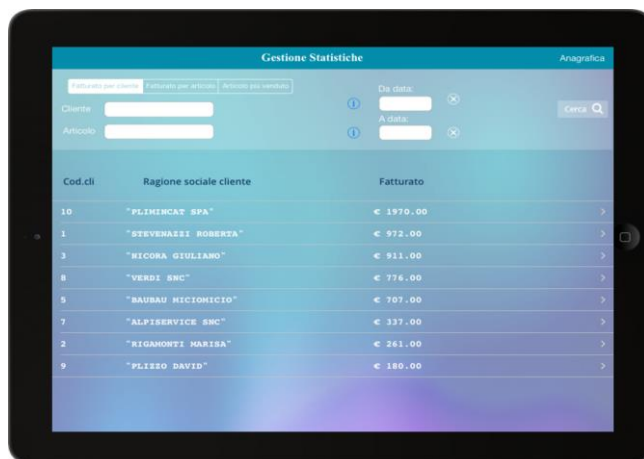 Gestione Statistiche Anagrafica
Fatturato per cliente Fatturato per articolo Articolo più venduto
Da data:
Cliente
A data:
Articolo
Cerca
Cod.cli Ragione sociale cliente Fatturato
10 "PLIMINCAT SPA" € 1970.00
1 "STEVENAZZI ROBERTA" € 972.00
3 "NICORA GIULIANO" € 911.00
8 "VERDI SNC" € 776.00
5 "BAUBAU MICIOMICIO" € 707.00
7 "ALPISERVICE SNC" € 337.00
2 "RIGAMONTI MARISA" € 261.00
9 "PLIZZO DAVID" € 180.00